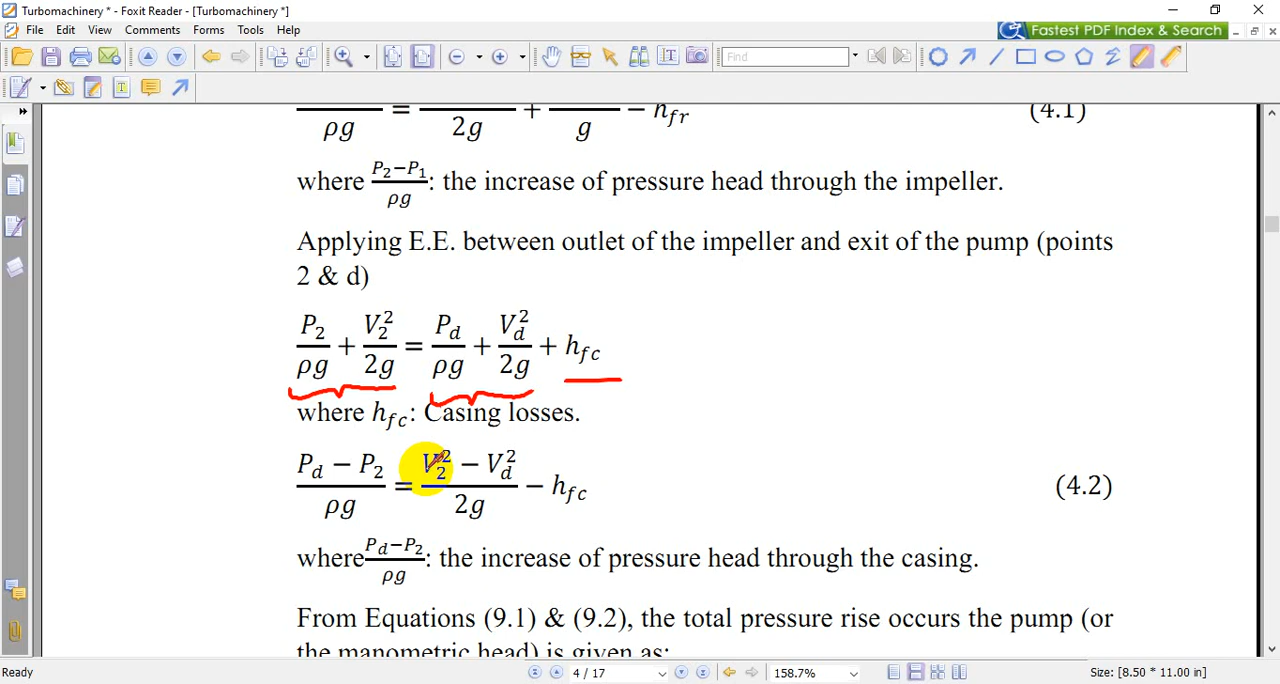 Turbomachinery * - Foxit Reader - [Turbomachinery *]
File Edit View Comments Forms Tools Help
Fastest PDF Index & Search
Find
ρg = 2g + g − h_fr (4.1)
where (P₂−P₁)/ρg: the increase of pressure head through the impeller.
Applying E.E. between outlet of the impeller and exit of the pump (points
2 & d)
P₂/ρg + V₂²/2g = P_d/ρg + V_d²/2g + h_fc
where h_fc: Casing losses.
(P_d − P₂)/ρg = (V₂² − V_d²)/2g − h_fc (4.2)
where (P_d−P₂)/ρg: the increase of pressure head through the casing.
From Equations (9.1) & (9.2), the total pressure rise occurs the pump (or
the manometric head) is given as:
Ready 4 / 17 158.7% Size: [8.50 * 11.00 in]